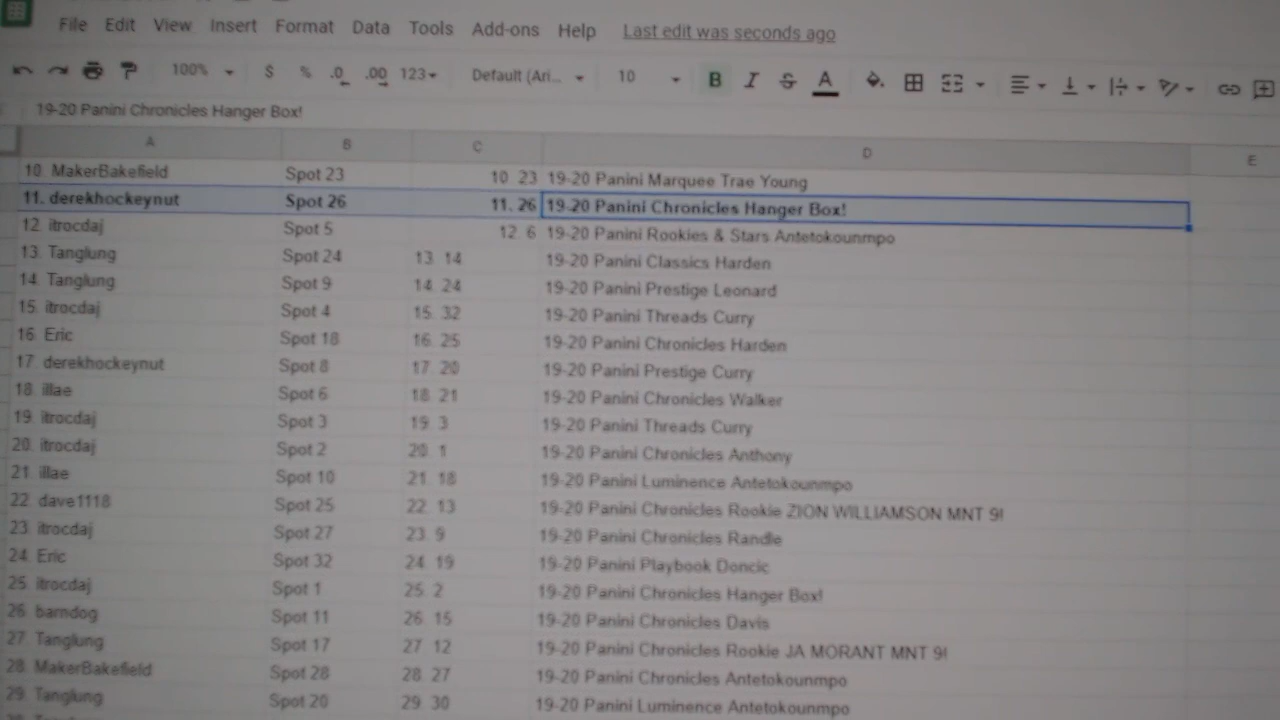 File Edit View Insert Format Data Tools Add-ons Help Last edit was seconds ago
100% $ % .0 .00 123 Default (Ari... 10 B I S A
19-20 Panini Chronicles Hanger Box!
A B C D E
10. MakerBakefield Spot 23 10 23 19-20 Panini Marquee Trae Young
11. derekhockeynut Spot 26 11. 26 19-20 Panini Chronicles Hanger Box!
12. itrocdaj Spot 5 12 6 19-20 Panini Rookies & Stars Antetokounmpo
13. Tanglung Spot 24 13 14 19-20 Panini Classics Harden
14 Tanglung Spot 9 14 24 19-20 Panini Prestige Leonard
15. itrocdaj Spot 4 15. 32 19-20 Panini Threads Curry
16. Eric Spot 18 16. 25 19-20 Panini Chronicles Harden
17. derekhockeynut Spot 8 17. 20 19-20 Panini Prestige Curry
18. illae Spot 6 18. 21 19-20 Panini Chronicles Walker
19. itrocdaj Spot 3 19. 3 19-20 Panini Threads Curry
20. itrocdaj Spot 2 20. 1 19-20 Panini Chronicles Anthony
21. illae Spot 10 21. 18 19-20 Panini Luminence Antetokounmpo
22. dave1118 Spot 25 22. 13 19-20 Panini Chronicles Rookie ZION WILLIAMSON MNT 9!
23. itrocdaj Spot 27 23. 9 19-20 Panini Chronicles Randle
24. Eric Spot 32 24. 19 19-20 Panini Playbook Doncic
25. itrocdaj Spot 1 25. 2 19-20 Panini Chronicles Hanger Box!
26. barndog Spot 11 26 15 19-20 Panini Chronicles Davis
27. Tanglung Spot 17 27 12 19-20 Panini Chronicles Rookie JA MORANT MNT 9!
28. MakerBakefield Spot 28 28 27 19-20 Panini Chronicles Antetokounmpo
29. Tanglung Spot 20 29 30 19-20 Panini Luminence Antetokounmpo